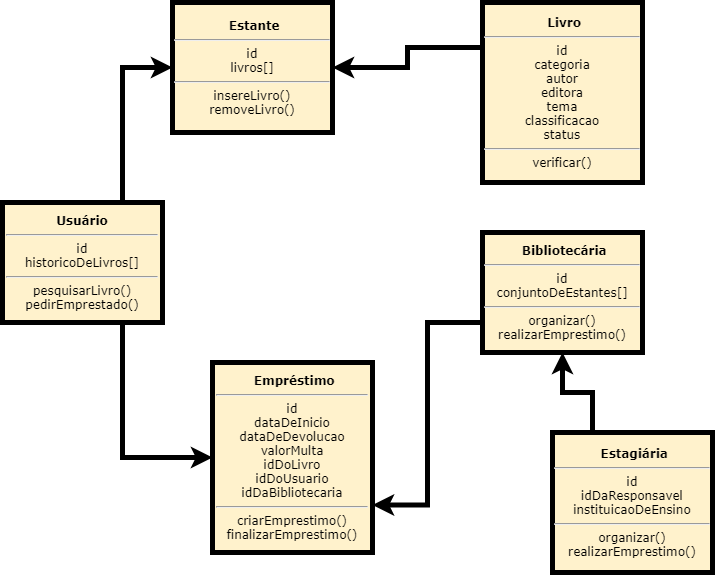 Estante
id
livros[]
insereLivro()
removeLivro()
Livro
id
categoria
autor
editora
tema
classificacao
status
verificar()
Usuário
id
historicoDeLivros[]
pesquisarLivro()
pedirEmprestado()
Bibliotecária
id
conjuntoDeEstantes[]
organizar()
realizarEmprestimo()
Empréstimo
id
dataDeInicio
dataDeDevolucao
valorMulta
idDoLivro
idDoUsuario
idDaBibliotecaria
criarEmprestimo()
finalizarEmprestimo()
Estagiária
id
idDaResponsavel
instituicaoDeEnsino
organizar()
realizarEmprestimo()